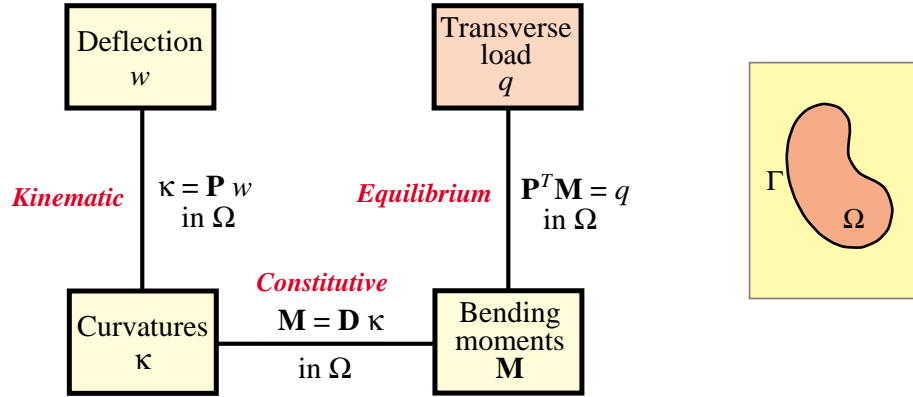 Deflection
w
Transverse
load
q
Kinematic
κ = P w
in Ω
Equilibrium
P^T M = q
in Ω
Γ
Ω
Constitutive
M = D κ
in Ω
Curvatures
κ
Bending
moments
M